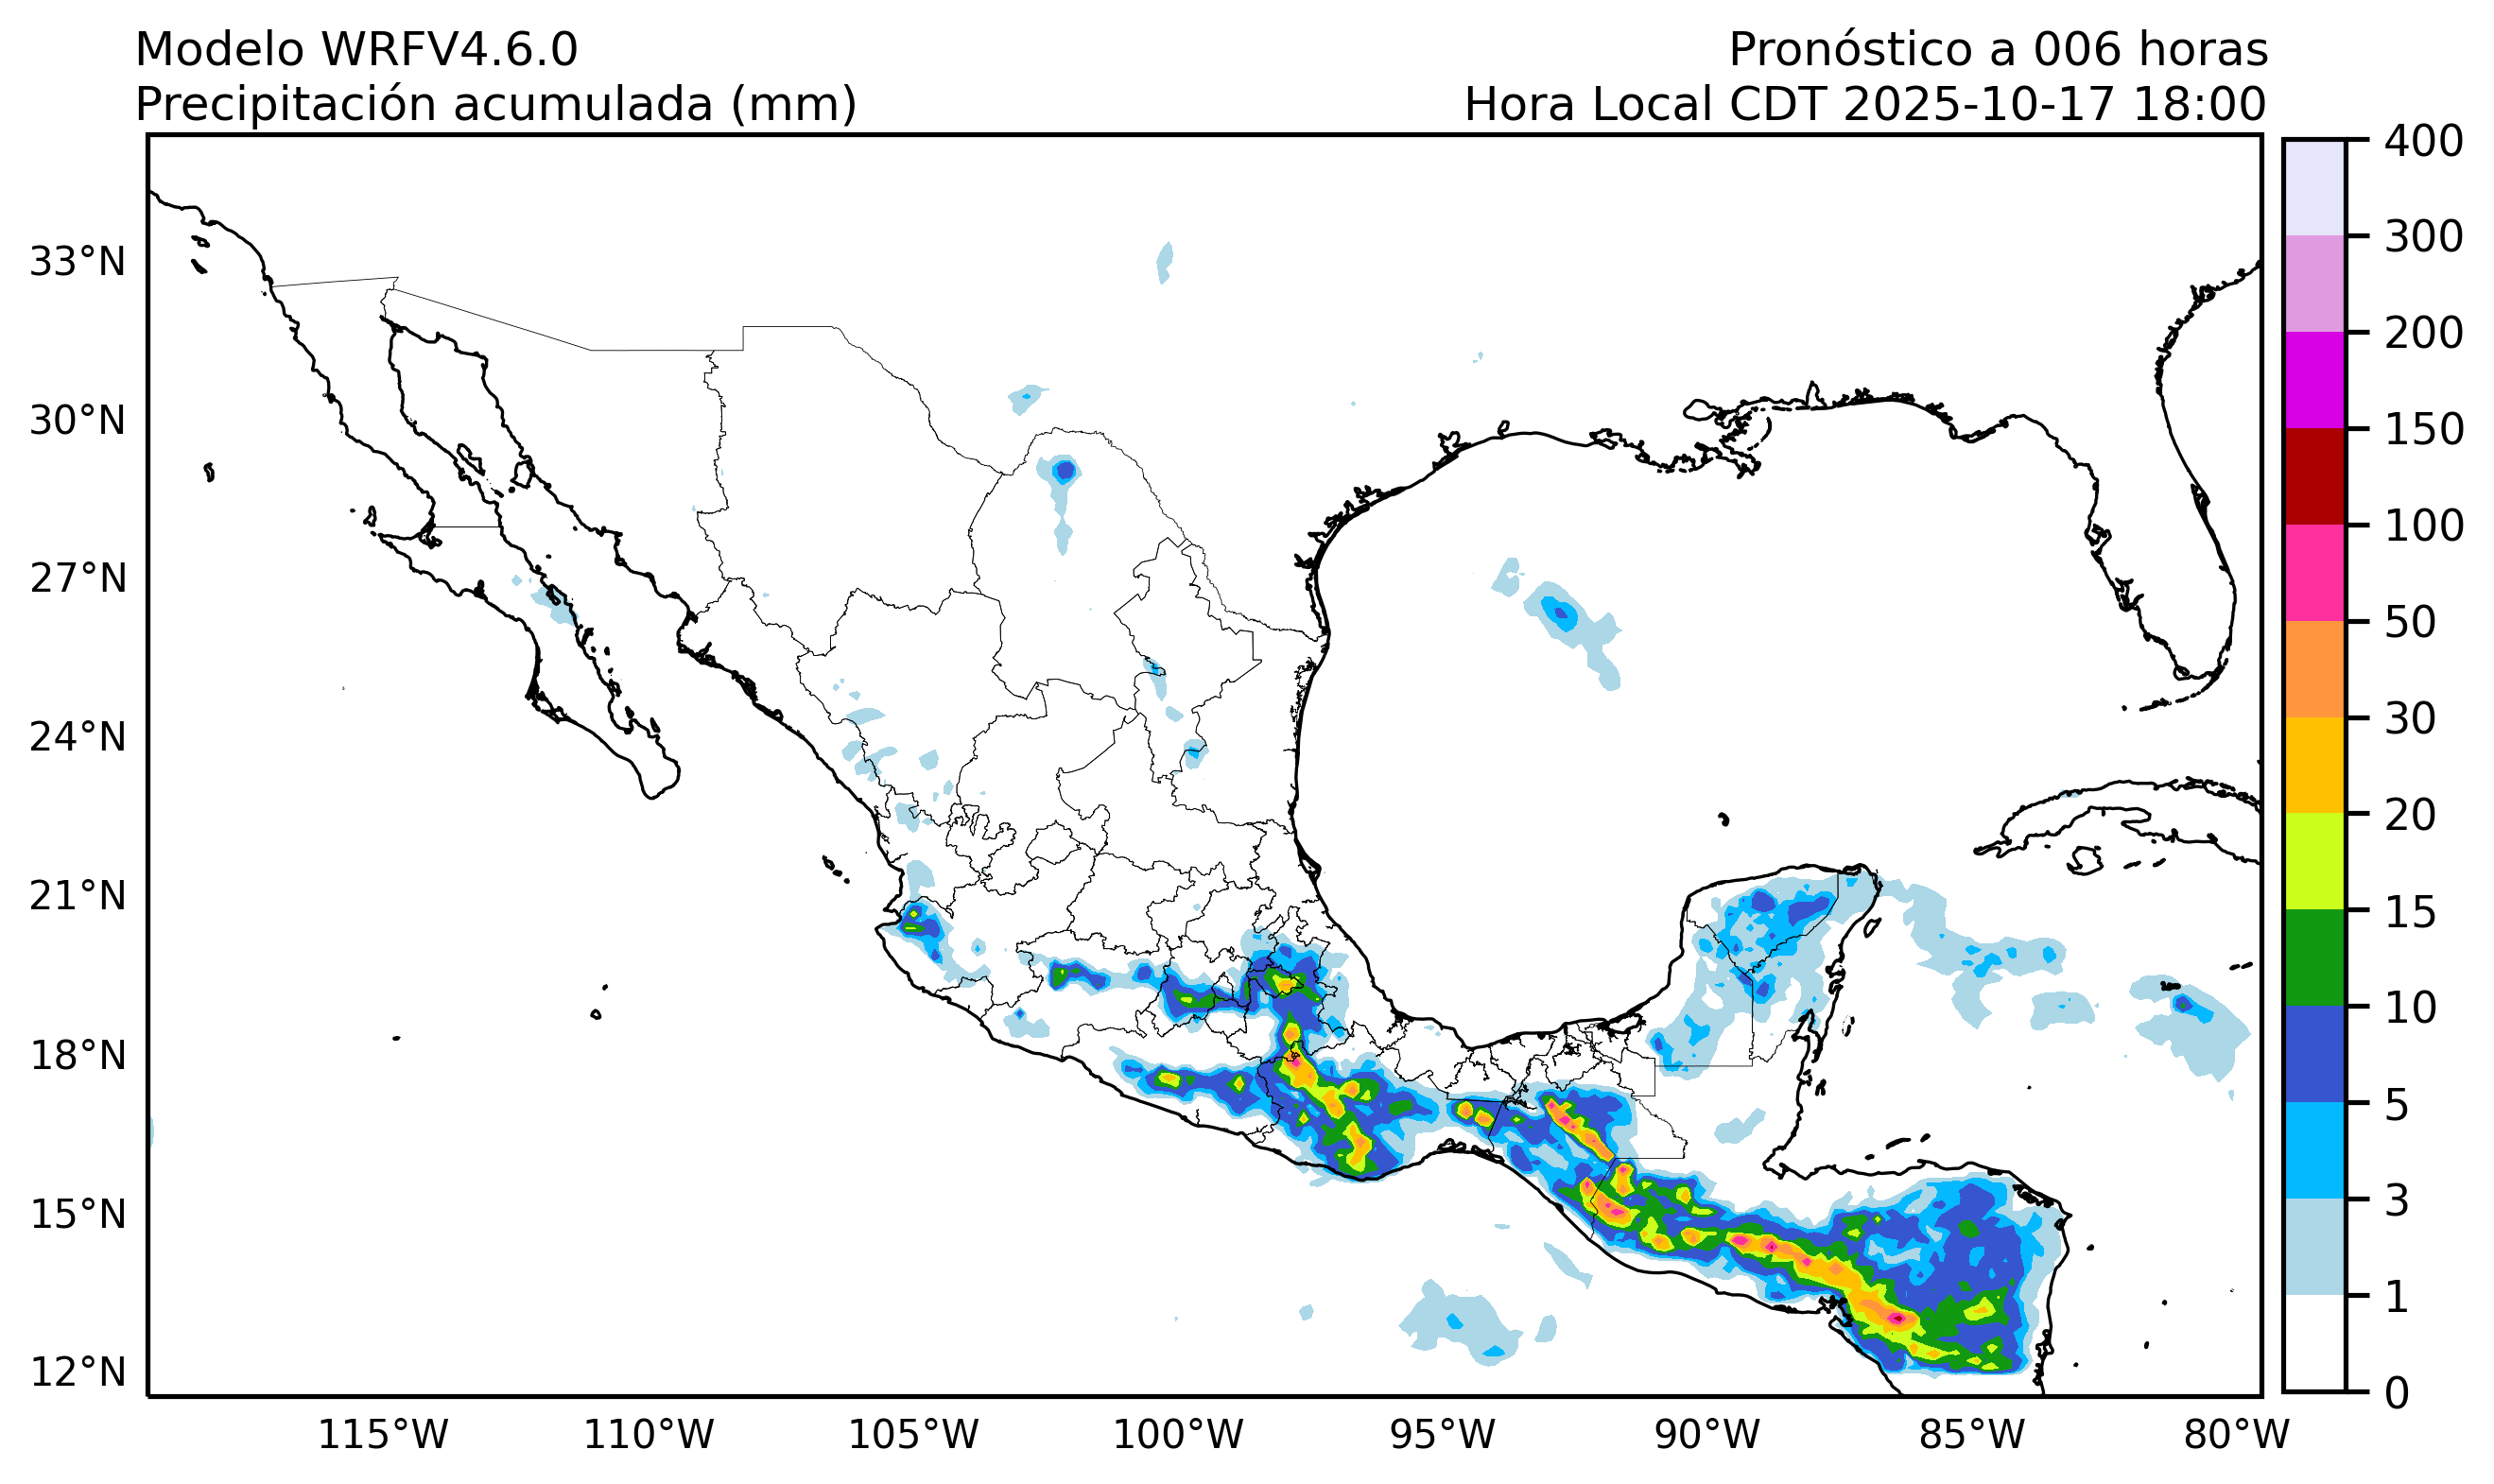 Modelo WRFV4.6.0
Pronóstico a 006 horas
Precipitación acumulada (mm)
Hora Local CDT 2025-10-17 18:00
33°N
30°N
27°N
24°N
21°N
18°N
15°N
12°N
115°W
110°W
105°W
100°W
95°W
90°W
85°W
80°W
400
300
200
150
100
50
30
20
15
10
5
3
1
0